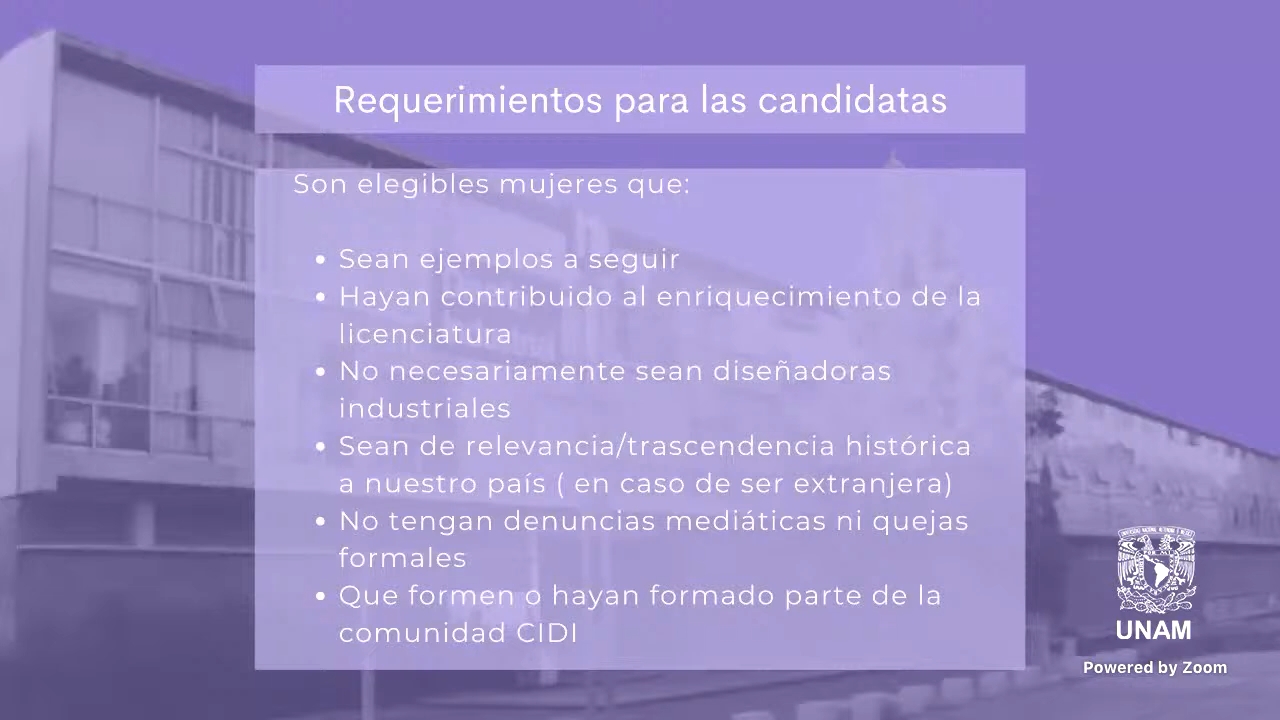 Requerimientos para las candidatas
Son elegibles mujeres que:
• Sean ejemplos a seguir
• Hayan contribuido al enriquecimiento de la
licenciatura
• No necesariamente sean diseñadoras
industriales
• Sean de relevancia/trascendencia histórica
a nuestro país ( en caso de ser extranjera)
• No tengan denuncias mediáticas ni quejas
formales
• Que formen o hayan formado parte de la
comunidad CIDI
UNAM
Powered by Zoom